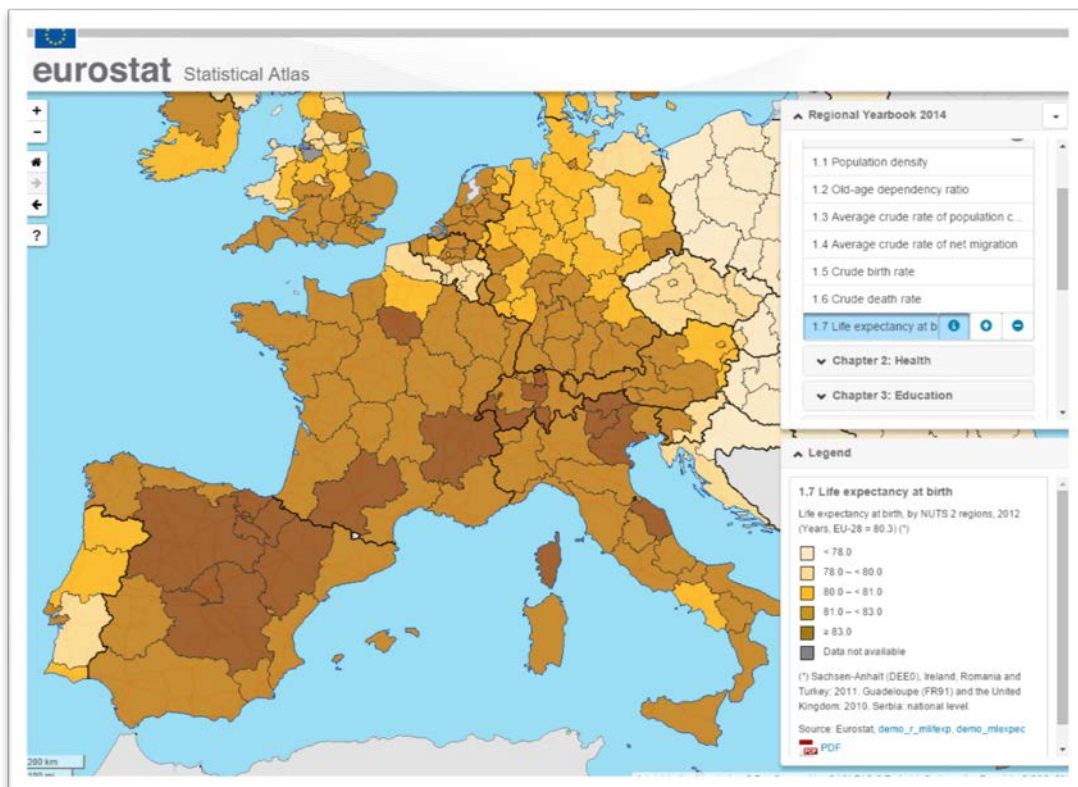 eurostat Statistical Atlas
+
−
?
Regional Yearbook 2014
1.1 Population density
1.2 Old-age dependency ratio
1.3 Average crude rate of population c...
1.4 Average crude rate of net migration
1.5 Crude birth rate
1.6 Crude death rate
1.7 Life expectancy at b
Chapter 2: Health
Chapter 3: Education
Legend
1.7 Life expectancy at birth
Life expectancy at birth, by NUTS 2 regions, 2012
(Years, EU-28 = 80.3) (*)
< 78.0
78.0 – < 80.0
80.0 – < 81.0
81.0 – < 83.0
≥ 83.0
Data not available
(*) Sachsen-Anhalt (DEE0), Ireland, Romania and
Turkey: 2011. Guadeloupe (FR91) and the United
Kingdom: 2010. Serbia: national level.
Source: Eurostat, demo_r_mlifexp, demo_mlexpec
PDF
200 km